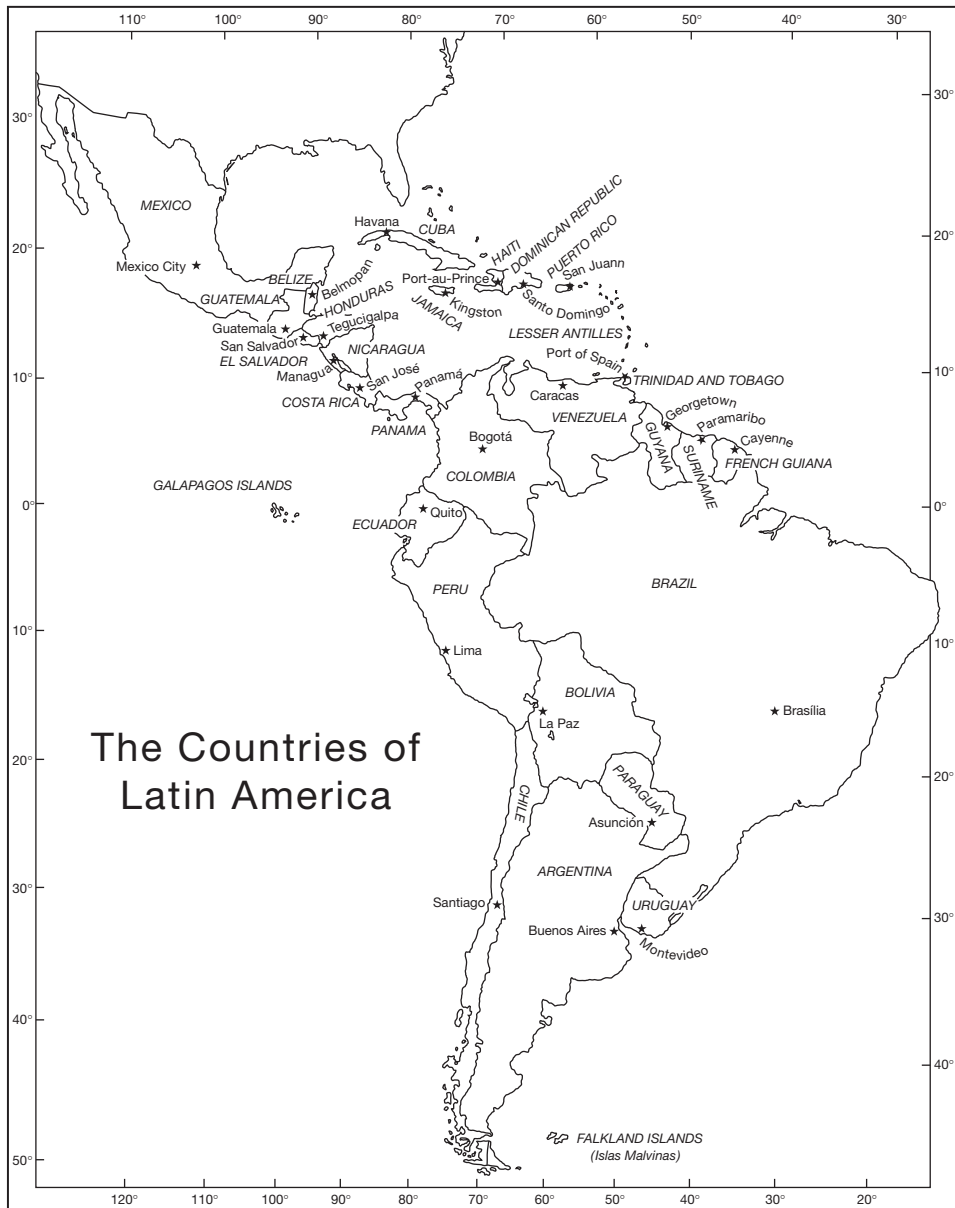 110° 100° 90° 80° 70° 60° 50° 40° 30°
30° 30°
MEXICO
DOMINICAN REPUBLIC
HAITI
PUERTO RICO
Havana
CUBA
20° 20°
Mexico City
BELIZE
Belmopan
Port-au-Prince
San Juann
GUATEMALA
HONDURAS
JAMAICA
Kingston
Santo Domingo
Guatemala
Tegucigalpa
LESSER ANTILLES
San Salvador
EL SALVADOR
NICARAGUA
Port of Spain
Managua
San José
10° 10°
TRINIDAD AND TOBAGO
COSTA RICA
Panamá
Caracas
PANAMA
VENEZUELA
Georgetown
Paramaribo
Bogotá
GUYANA
Cayenne
COLOMBIA
SURINAME
FRENCH GUIANA
GALAPAGOS ISLANDS
0° 0°
ECUADOR
Quito
PERU
BRAZIL
10° 10°
Lima
BOLIVIA
La Paz
Brasília
The Countries of
Latin America
20° 20°
CHILE
PARAGUAY
Asunción
ARGENTINA
30° 30°
Santiago
URUGUAY
Buenos Aires
Montevideo
40° 40°
FALKLAND ISLANDS
(Islas Malvinas)
50°
120° 110° 100° 90° 80° 70° 60° 50° 40° 30° 20°